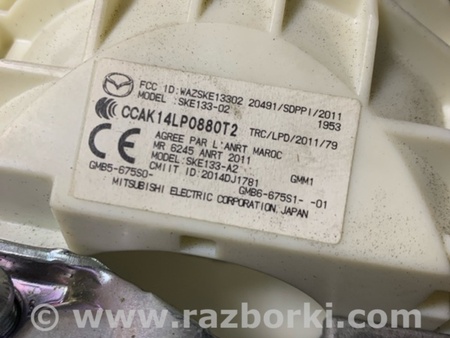 FCC ID:WAZSKE13302 20491/SDPPI/2011
MODEL :SKE133-02 1953
CCAK14LP0880T2 TRC/LPD/2011/79
AGREE PAR L'ANRT MAROC
MR 6245 ANRT 2011
MODEL:SKE133-A2 GMM1
CMIIT ID:2014DJ1781
GMB5-675S0- GMB6-675S1- -01
MITSUBISHI ELECTRIC CORPORATION,JAPAN
© www.razborki.com